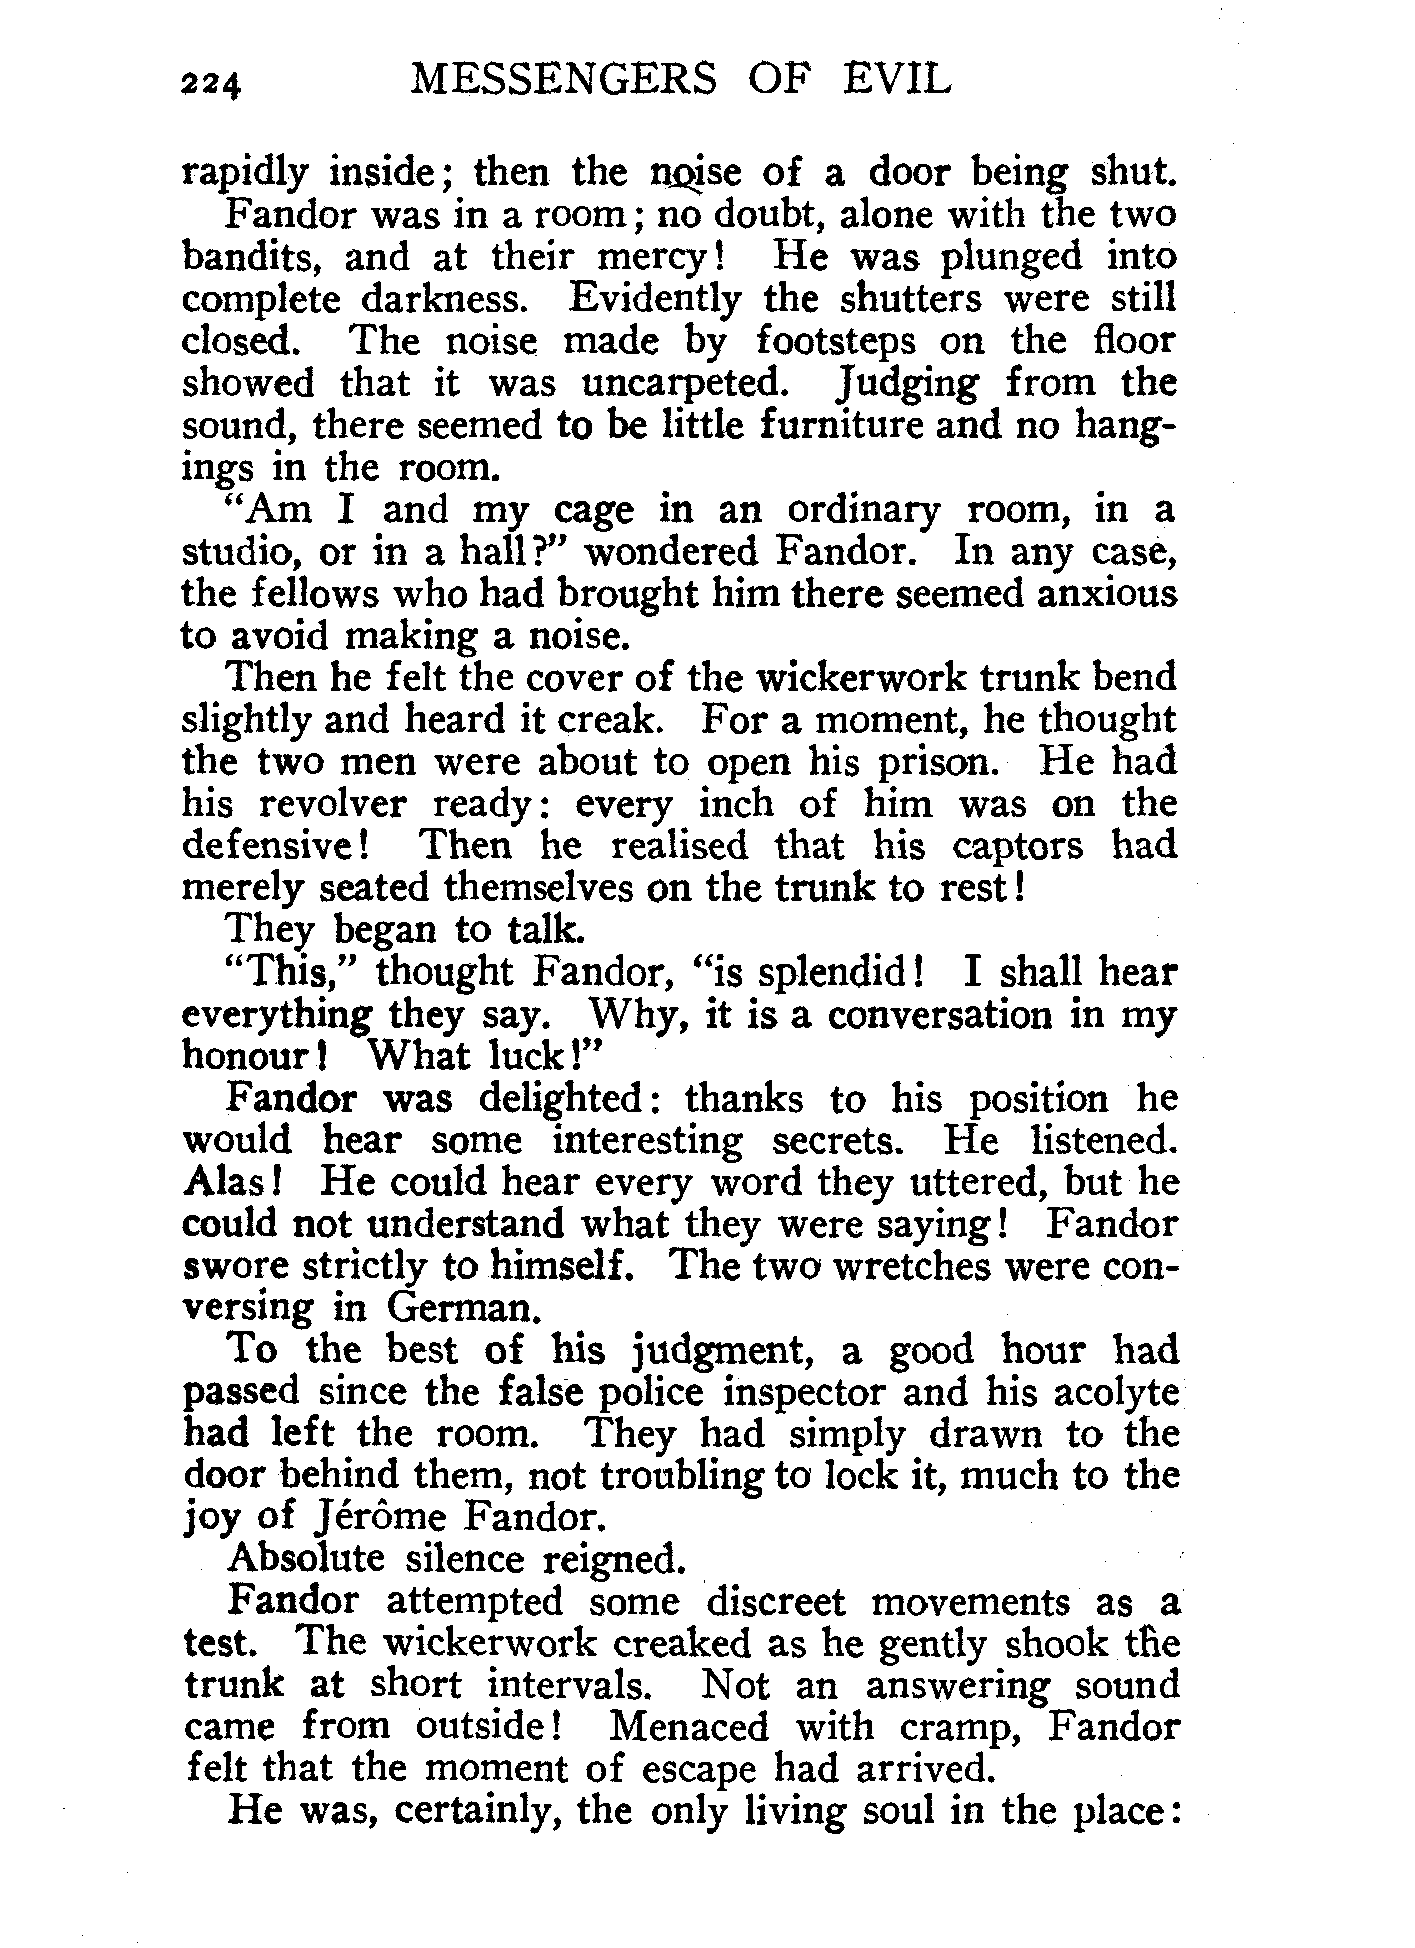 224 MESSENGERS OF EVIL
rapidly inside; then the noise of a door being shut.
Fandor was in a room; no doubt, alone with the two
bandits, and at their mercy! He was plunged into
complete darkness. Evidently the shutters were still
closed. The noise made by footsteps on the floor
showed that it was uncarpeted. Judging from the
sound, there seemed to be little furniture and no hang-
ings in the room.
"Am I and my cage in an ordinary room, in a
studio, or in a hall?" wondered Fandor. In any case,
the fellows who had brought him there seemed anxious
to avoid making a noise.
Then he felt the cover of the wickerwork trunk bend
slightly and heard it creak. For a moment, he thought
the two men were about to open his prison. He had
his revolver ready: every inch of him was on the
defensive! Then he realised that his captors had
merely seated themselves on the trunk to rest!
They began to talk.
"This," thought Fandor, "is splendid! I shall hear
everything they say. Why, it is a conversation in my
honour! What luck!"
Fandor was delighted: thanks to his position he
would hear some interesting secrets. He listened.
Alas! He could hear every word they uttered, but he
could not understand what they were saying! Fandor
swore strictly to himself. The two wretches were con-
versing in German.
To the best of his judgment, a good hour had
passed since the false police inspector and his acolyte
had left the room. They had simply drawn to the
door behind them, not troubling to lock it, much to the
joy of Jérôme Fandor.
Absolute silence reigned.
Fandor attempted some discreet movements as a
test. The wickerwork creaked as he gently shook the
trunk at short intervals. Not an answering sound
came from outside! Menaced with cramp, Fandor
felt that the moment of escape had arrived.
He was, certainly, the only living soul in the place: